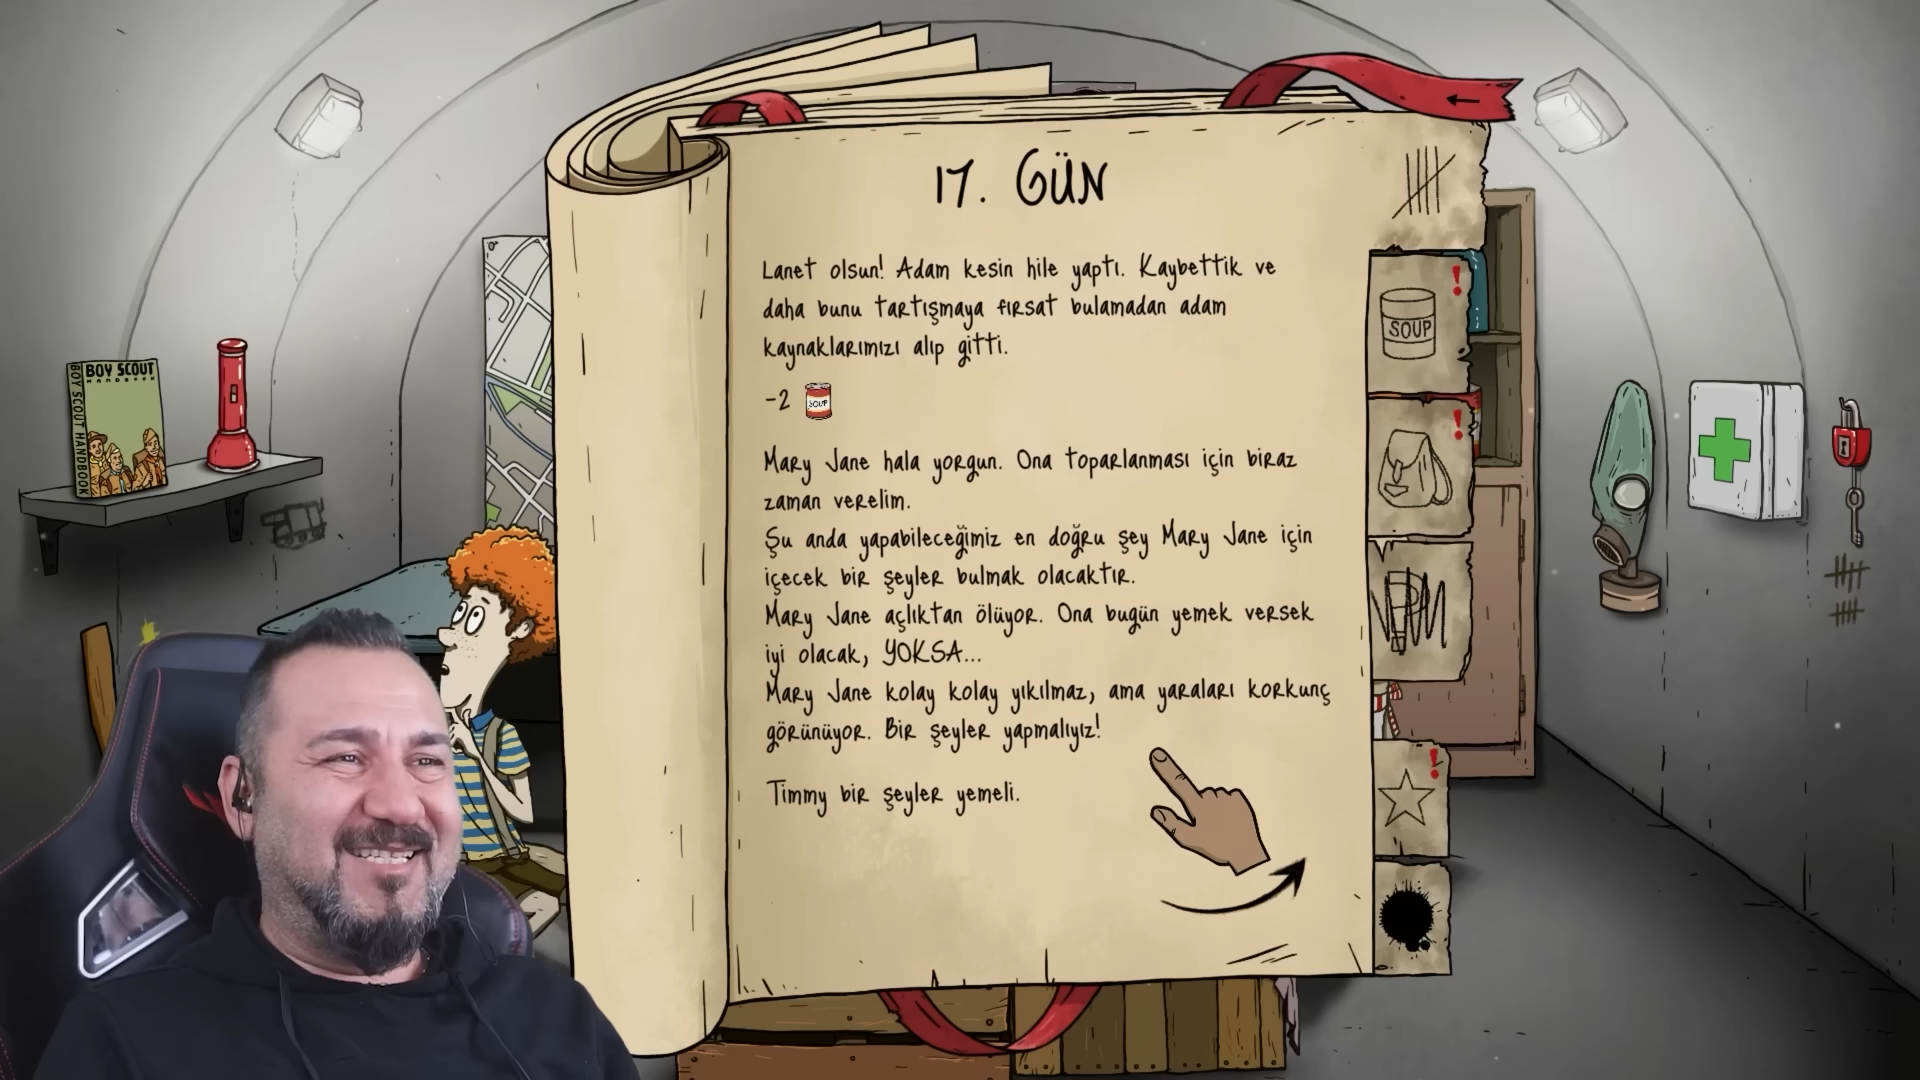 17. GÜN
Lanet olsun! Adam kesin hile yaptı. Kaybettik ve
daha bunu tartışmaya fırsat bulamadan adam
kaynaklarımızı alıp gitti.
-2 SOUP
Mary Jane hala yorgun. Ona toparlanması için biraz
zaman verelim.
Şu anda yapabileceğimiz en doğru şey Mary Jane için
içecek bir şeyler bulmak olacaktır.
Mary Jane açlıktan ölüyor. Ona bugün yemek versek
iyi olacak, YOKSA...
Mary Jane kolay kolay yıkılmaz, ama yaraları korkunç
görünüyor. Bir şeyler yapmalıyız!
Timmy bir şeyler yemeli.
!
SOUP
!
!
BOY SCOUT
HANDBOOK
BOY SCOUT HANDBOOK